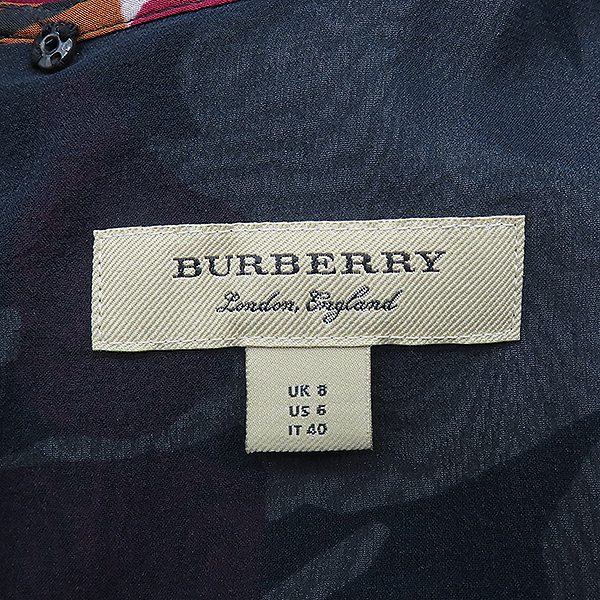 BURBERRY
London, England
UK 8
US 6
IT 40